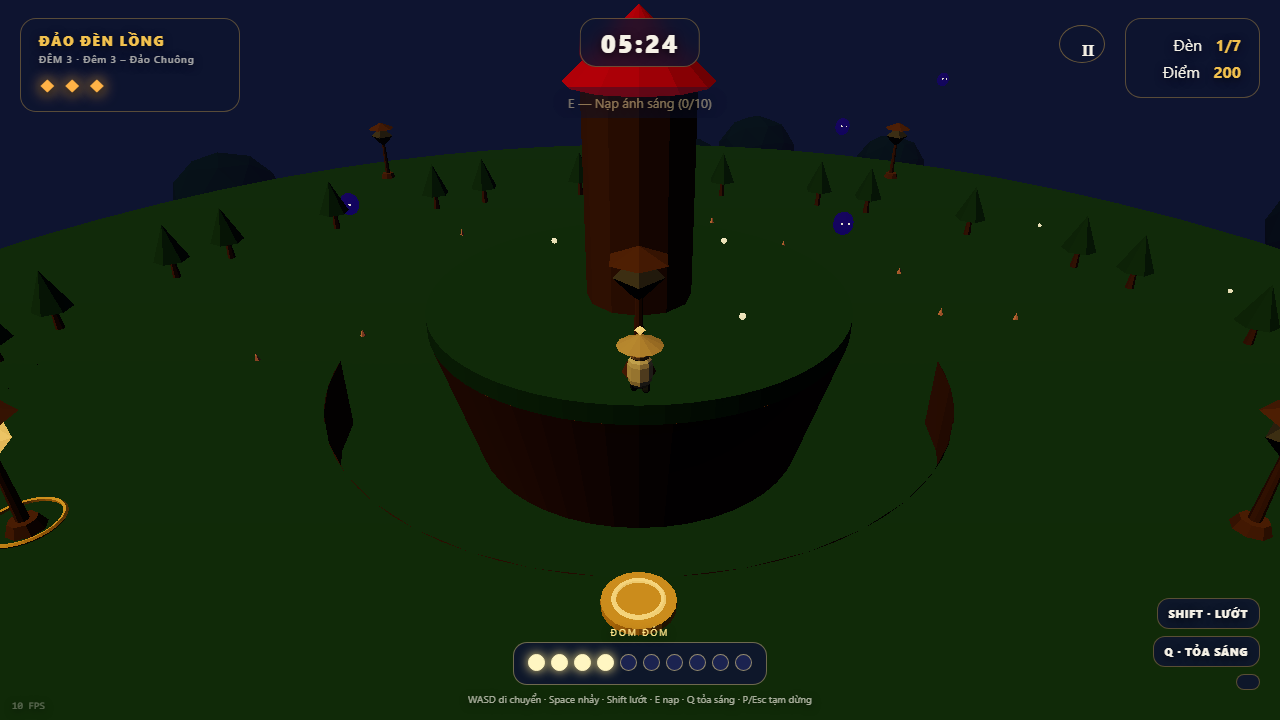 ĐẢO ĐÈN LỒNG
ĐÊM 3 · Đêm 3 – Đảo Chuông
05:24
E — Nạp ánh sáng (0/10)
II
Đèn 1/7
Điểm 200
ĐOM ĐÓM
SHIFT · LƯỚT
Q · TỎA SÁNG
WASD di chuyển · Space nhảy · Shift lướt · E nạp · Q tỏa sáng · P/Esc tạm dừng
10 FPS